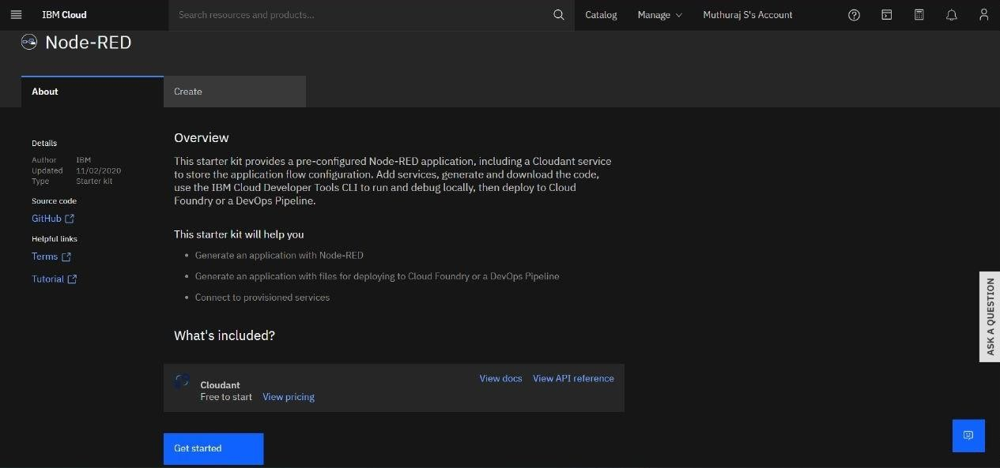 IBM Cloud
Search resources and products...
Catalog
Manage
Muthuraj S's Account
Node-RED
About
Create
Details
Author IBM
Updated 11/02/2020
Type Starter kit
Source code
GitHub
Helpful links
Terms
Tutorial
Overview
This starter kit provides a pre-configured Node-RED application, including a Cloudant service
to store the application flow configuration. Add services, generate and download the code,
use the IBM Cloud Developer Tools CLI to run and debug locally, then deploy to Cloud
Foundry or a DevOps Pipeline.
This starter kit will help you
Generate an application with Node-RED
Generate an application with files for deploying to Cloud Foundry or a DevOps Pipeline
Connect to provisioned services
What's included?
Cloudant
Free to start View pricing
View docs View API reference
Get started
ASK A QUESTION